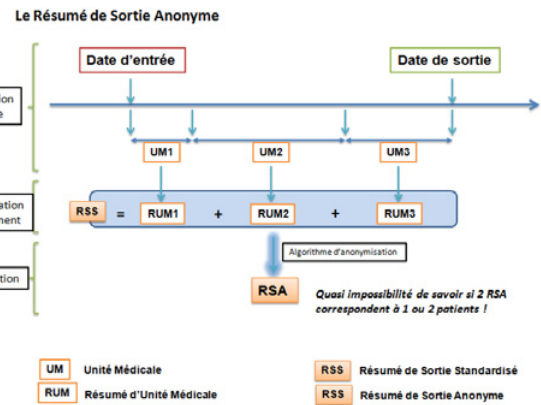 Le Résumé de Sortie Anonyme
Date d'entrée
Date de sortie
UM1
UM2
UM3
RSS = RUM1 + RUM2 + RUM3
Algorithme d'anonymisation
RSA
Quasi impossibilité de savoir si 2 RSA
correspondent à 1 ou 2 patients !
UM Unité Médicale
RUM Résumé d'Unité Médicale
RSS Résumé de Sortie Standardisé
RSS Résumé de Sortie Anonyme